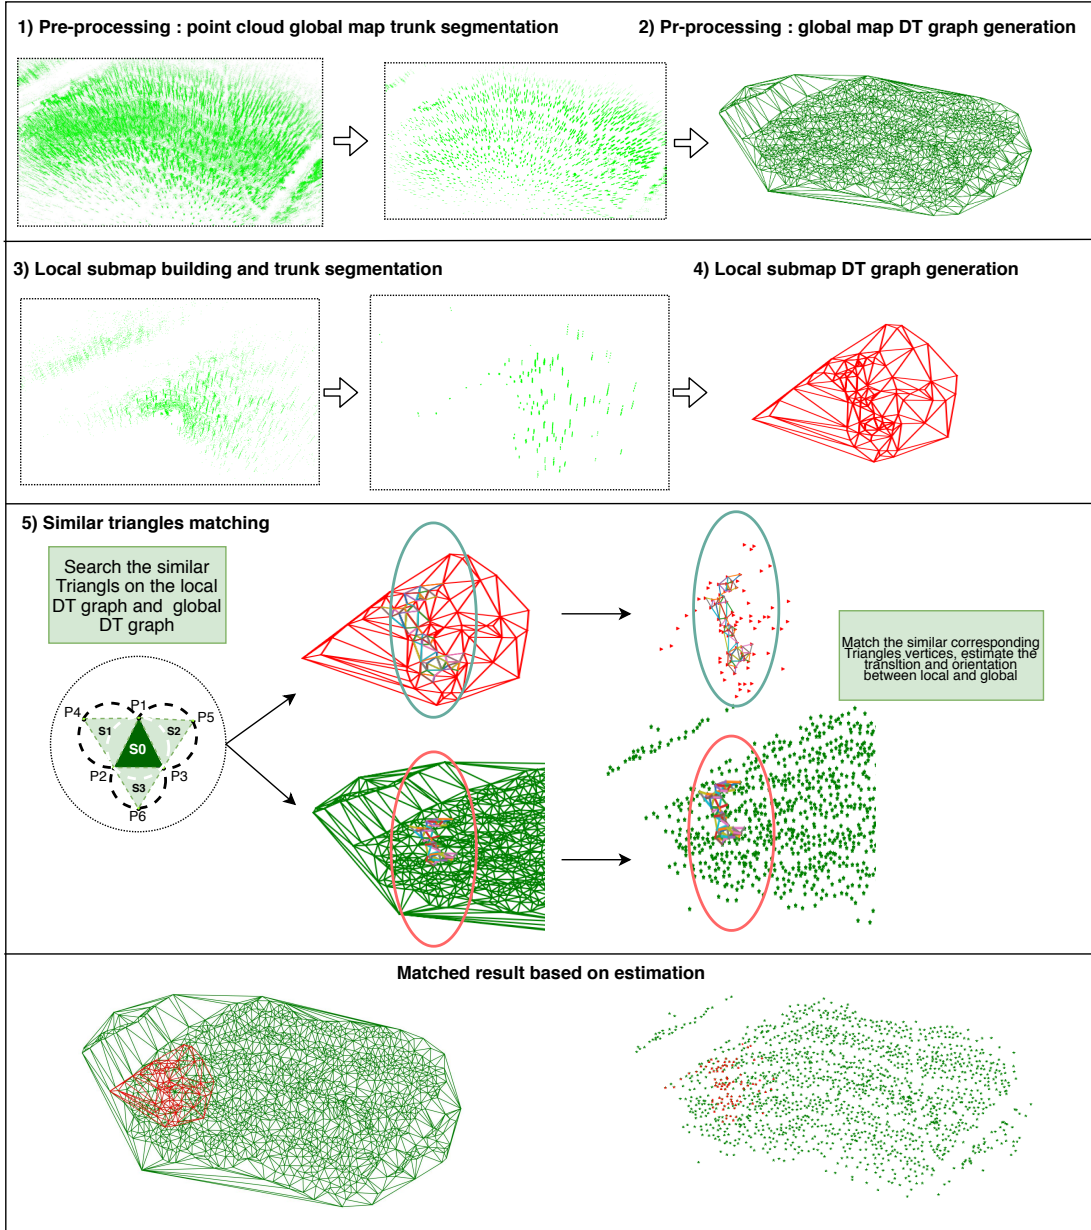 1) Pre-processing : point cloud global map trunk segmentation
2) Pr-processing : global map DT graph generation
3) Local submap building and trunk segmentation
4) Local submap DT graph generation
5) Similar triangles matching
Search the similar
Triangls on the local
DT graph and global
DT graph
P4
P1
P5
S1
S2
S0
P2
P3
S3
P6
Match the similar corresponding
Triangles vertices, estimate the
transltion and orientation
between local and global
Matched result based on estimation